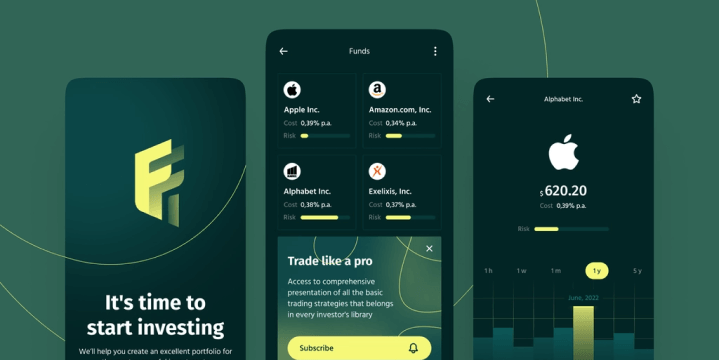 It's time to
start investing
We'll help you create an excellent portfolio for
Funds
Apple Inc.
Cost 0,39% p.a.
Risk
Amazon.com, Inc.
Cost 0,34% p.a.
Risk
Alphabet Inc.
Cost 0,38% p.a.
Risk
Exelixis, Inc.
Cost 0,37% p.a.
Risk
Trade like a pro
Access to comprehensive
presentation of all the basic
trading strategies that belongs
in every investor's library
Subscribe
Alphabet Inc.
$620.20
Cost 0,39% p.a.
Risk
1 h 1 w 1 m 1 y 5 y
June, 2022